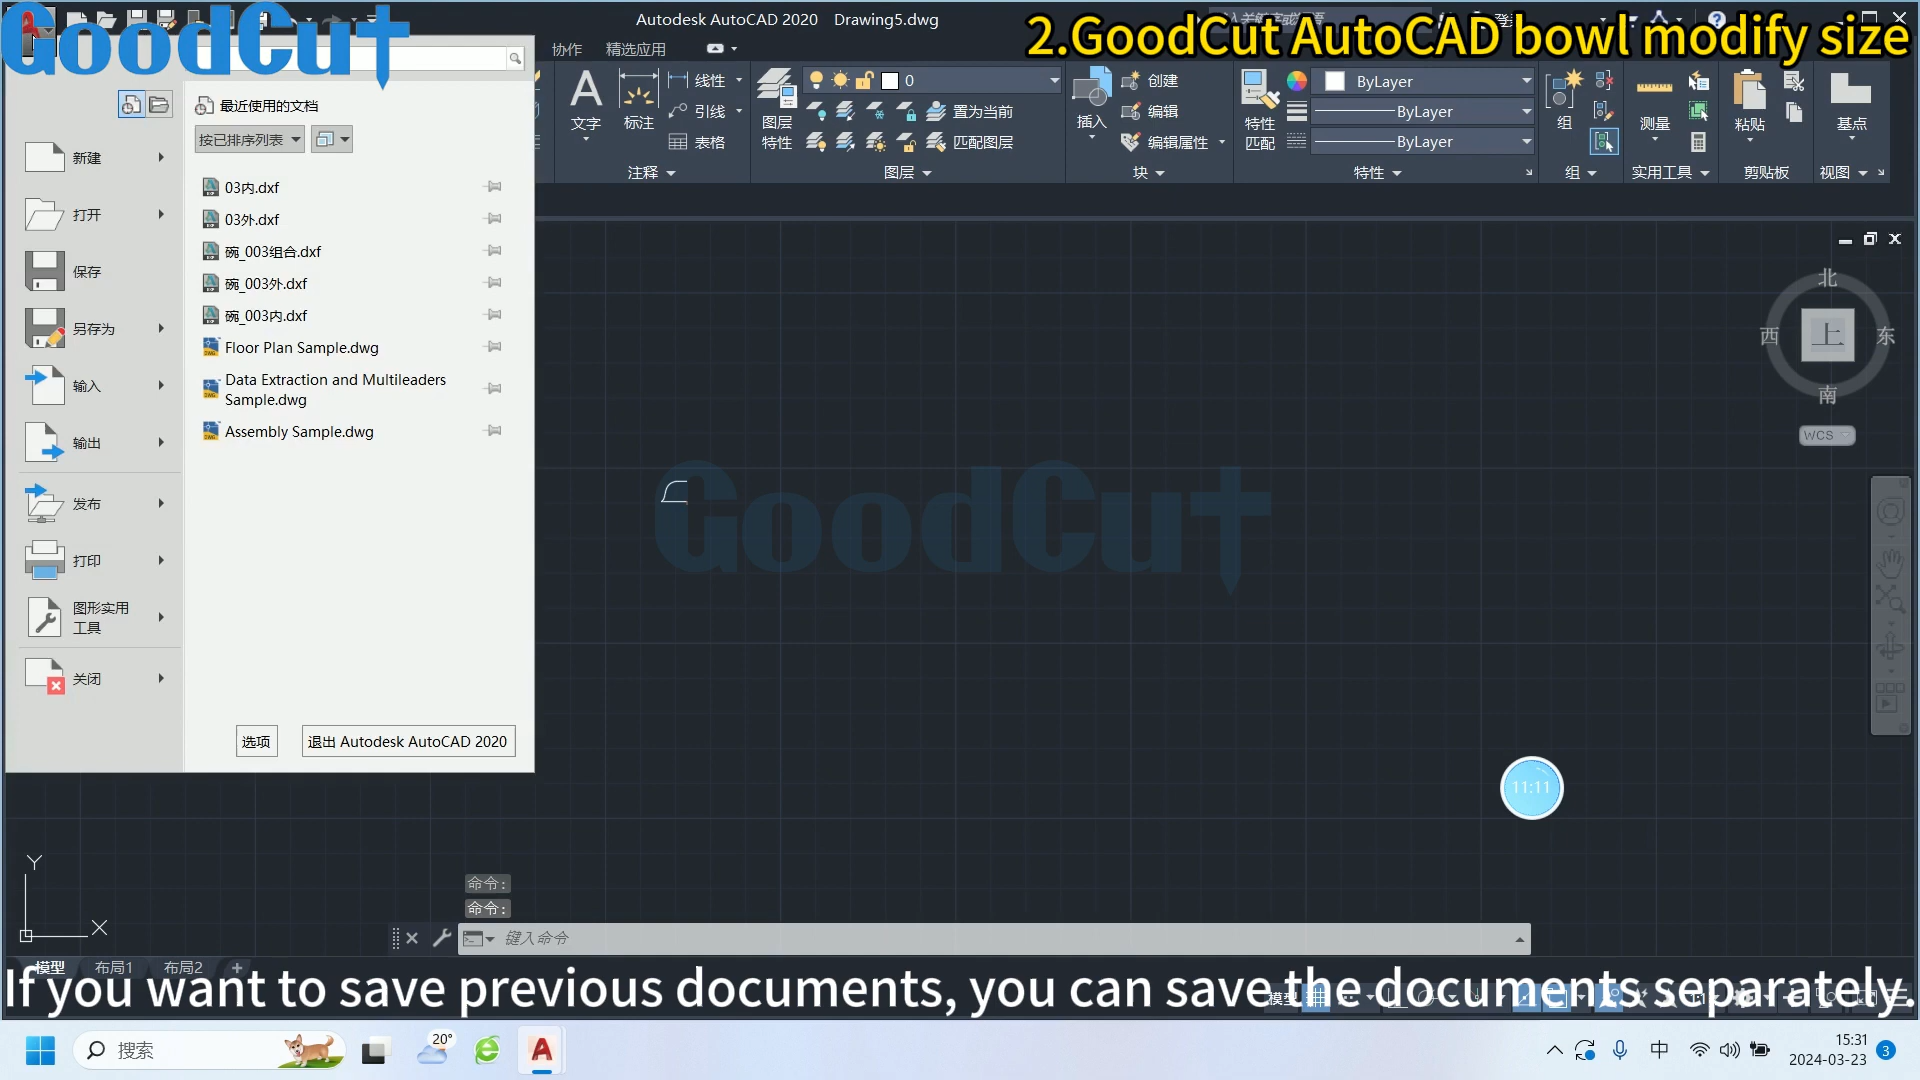 Autodesk AutoCAD 2020 Drawing5.dwg
GoodCut
2.GoodCut AutoCAD bowl modify size
协作 精选应用
文字
标注
线性
引线
表格
注释
图层
特性
0
置为当前
匹配图层
图层
插入
创建
编辑
编辑属性
块
特性
匹配
ByLayer
ByLayer
ByLayer
特性
组
组
测量
实用工具
粘贴
剪贴板
基点
视图
最近使用的文档
按已排序列表
新建
打开
保存
另存为
输入
输出
发布
打印
图形实用
工具
关闭
03内.dxf
03外.dxf
碗_003组合.dxf
碗_003外.dxf
碗_003内.dxf
Floor Plan Sample.dwg
Data Extraction and Multileaders
Sample.dwg
Assembly Sample.dwg
选项
退出 Autodesk AutoCAD 2020
北
西
上
东
南
WCS
GoodCut
11:11
Y
X
命令:
命令:
键入命令
模型 布局1 布局2 +
If you want to save previous documents, you can save the documents separately.
搜索
20°
中
15:31
2024-03-23
3